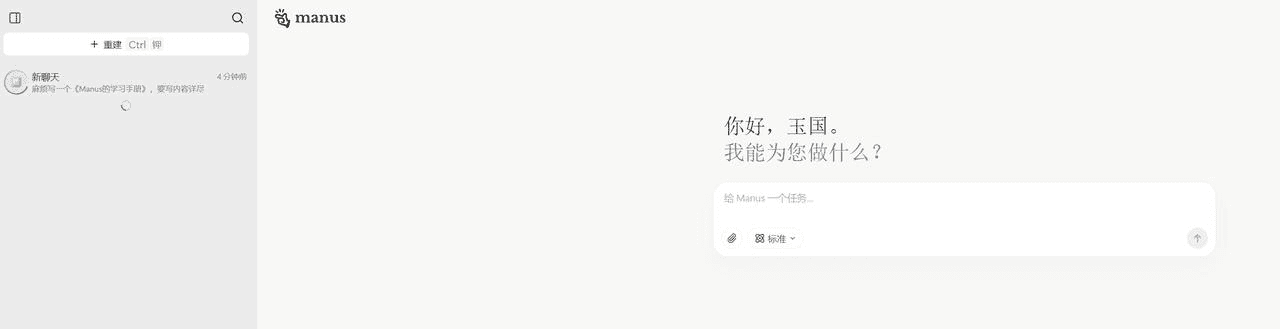 manus
+ 重建 Ctrl 钟
新聊天
4 分钟前
麻烦写一个《Manus的学习手册》，要写内容详尽
你好，玉国。
我能为您做什么？
给 Manus 一个任务...
标准